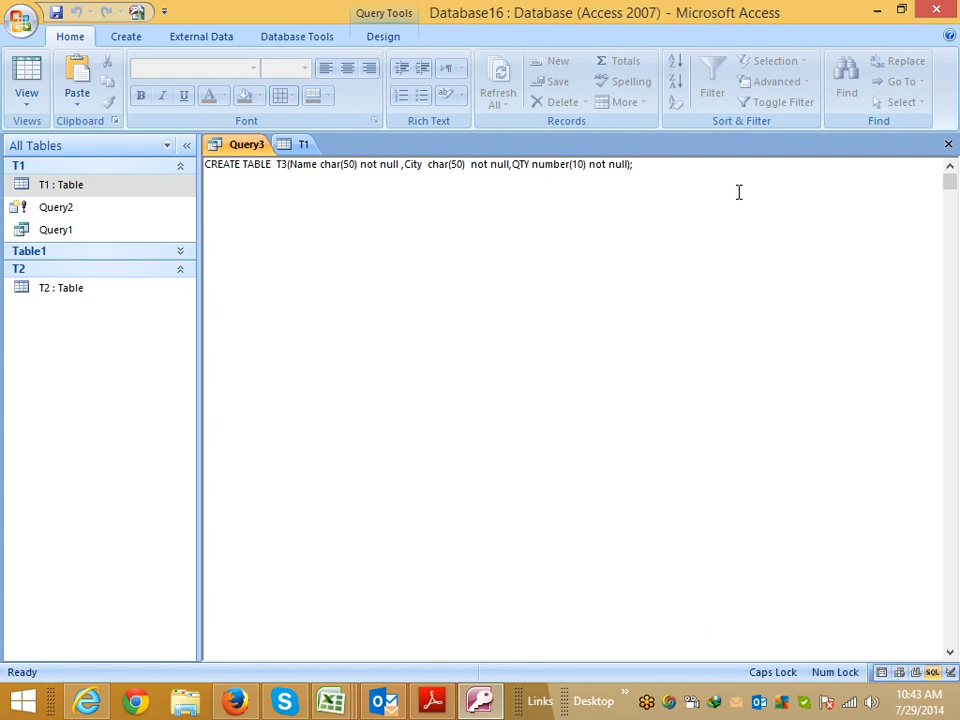 Query Tools
Database16 : Database (Access 2007) - Microsoft Access
Home
Create
External Data
Database Tools
Design
View
Views
Paste
Clipboard
B I U A
Font
Rich Text
Refresh
All
New
Save
Delete
Totals
Spelling
More
Records
Filter
Selection
Advanced
Toggle Filter
Sort & Filter
Find
Replace
Go To
Select
Find
All Tables
T1
T1 : Table
Query2
Query1
Table1
T2
T2 : Table
Query3
T1
CREATE TABLE  T3(Name char(50) not null ,City  char(50)  not null,QTY number(10) not null);
Ready
Caps Lock
Num Lock
SQL
Links
Desktop
10:43 AM
7/29/2014